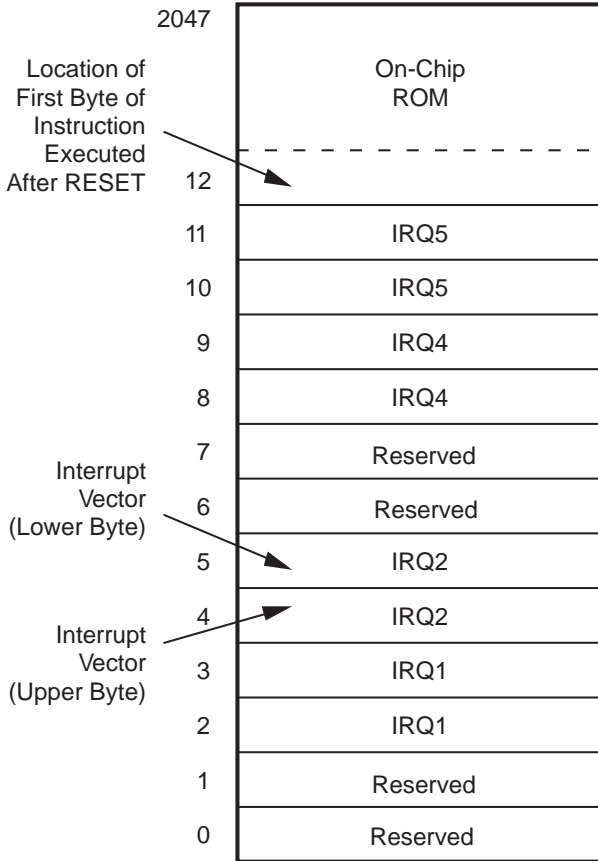 2047
Location of
First Byte of
Instruction
Executed
After RESET
On-Chip
ROM
12
11 IRQ5
10 IRQ5
9 IRQ4
8 IRQ4
7 Reserved
6 Reserved
Interrupt
Vector
(Lower Byte)
5 IRQ2
4 IRQ2
Interrupt
Vector
(Upper Byte)
3 IRQ1
2 IRQ1
1 Reserved
0 Reserved